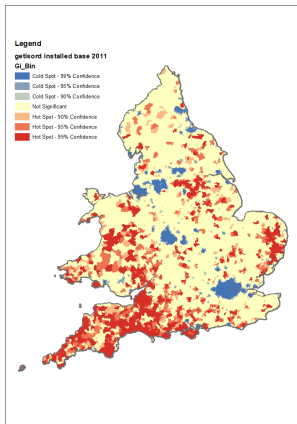 Legend
getisord installed base 2011
Gi_Bin
Cold Spot - 99% Confidence
Cold Spot - 95% Confidence
Cold Spot - 90% Confidence
Not Significant
Hot Spot - 90% Confidence
Hot Spot - 95% Confidence
Hot Spot - 99% Confidence